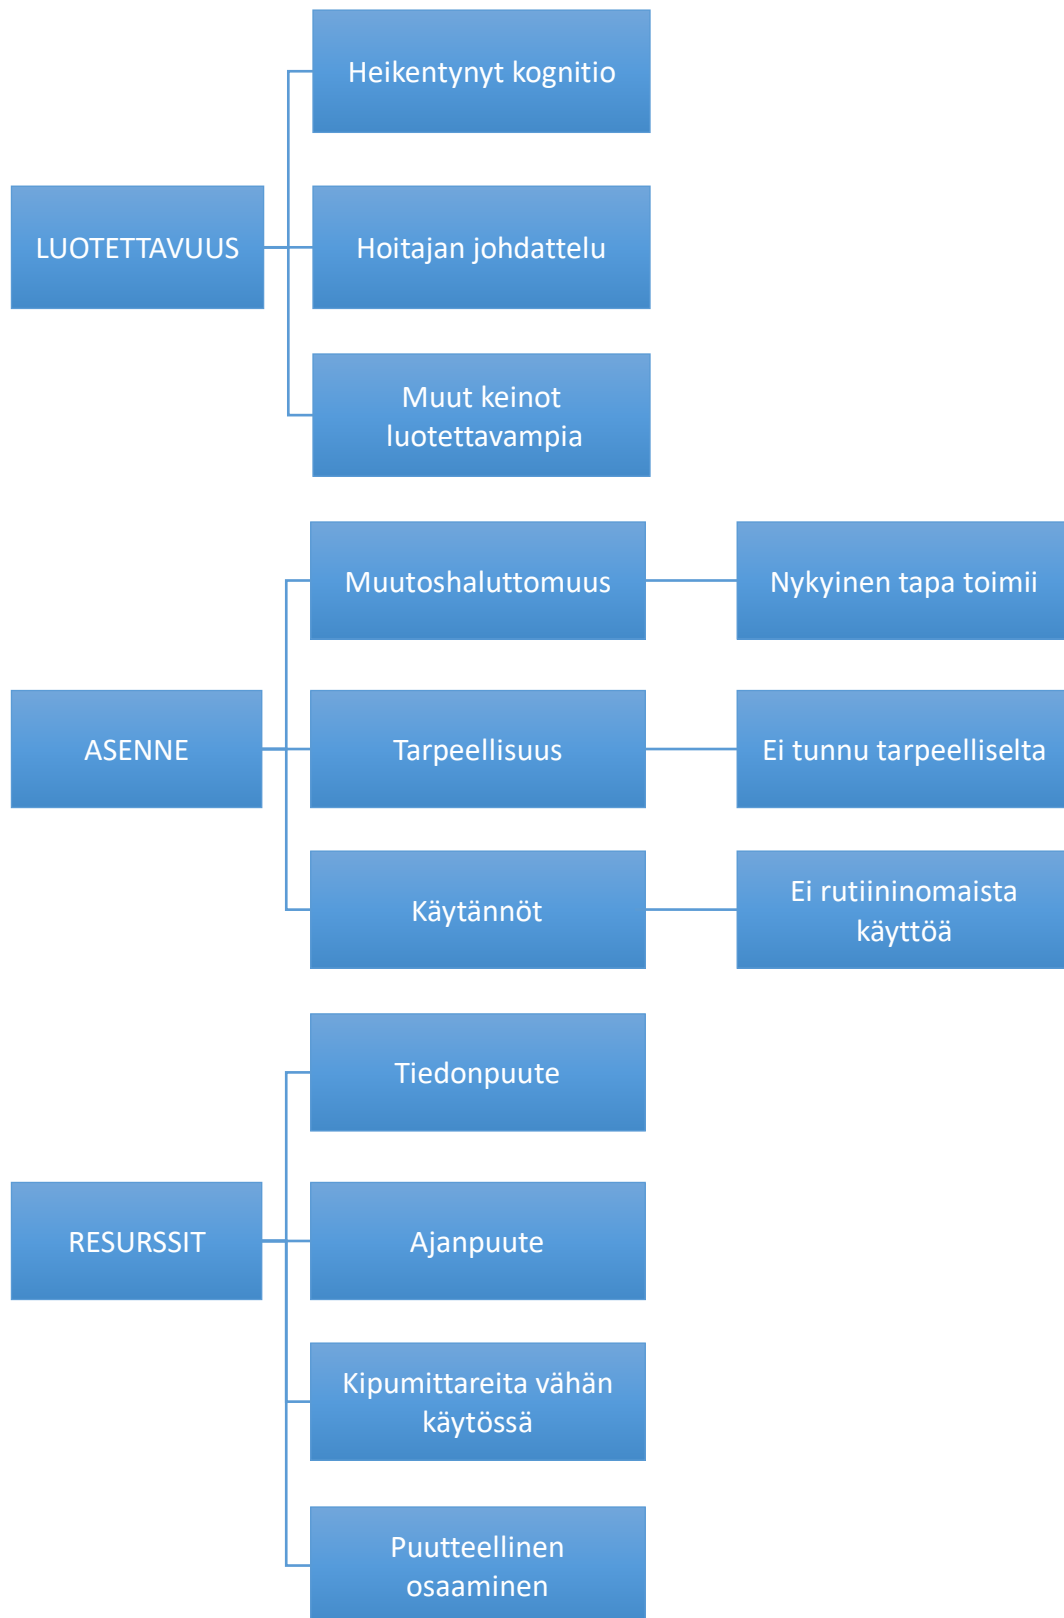 LUOTETTAVUUS
Heikentynyt kognitio
Hoitajan johdattelu
Muut keinot
luotettavampia
ASENNE
Muutoshaluttomuus
Nykyinen tapa toimii
Tarpeellisuus
Ei tunnu tarpeelliselta
Käytännöt
Ei rutiininomaista
käyttöä
RESURSSIT
Tiedonpuute
Ajanpuute
Kipumittareita vähän
käytössä
Puutteellinen
osaaminen